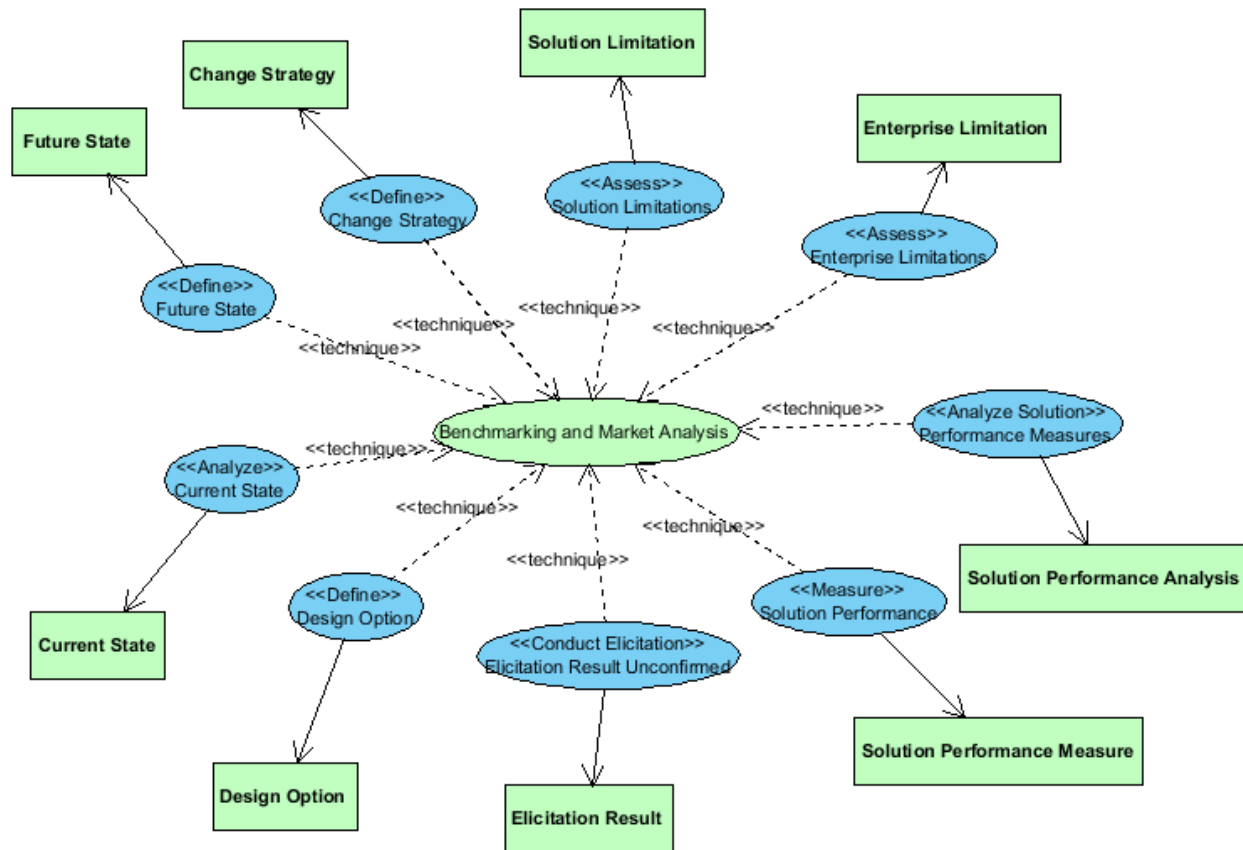 Solution Limitation
Change Strategy
Future State
Enterprise Limitation
<<Assess>>
Solution Limitations
<<Define>>
Change Strategy
<<Assess>>
Enterprise Limitations
<<Define>>
Future State
<<technique>>
<<technique>>
<<technique>>
<<technique>>
<<technique>>
<<Analyze Solution>>
Performance Measures
Benchmarking and Market Analysis
<<technique>>
<<Analyze>>
Current State
<<technique>>
<<technique>>
<<technique>>
Solution Performance Analysis
<<Define>>
Design Option
<<Measure>>
Solution Performance
<<Conduct Elicitation>>
Elicitation Result Unconfirmed
Current State
Solution Performance Measure
Design Option
Elicitation Result